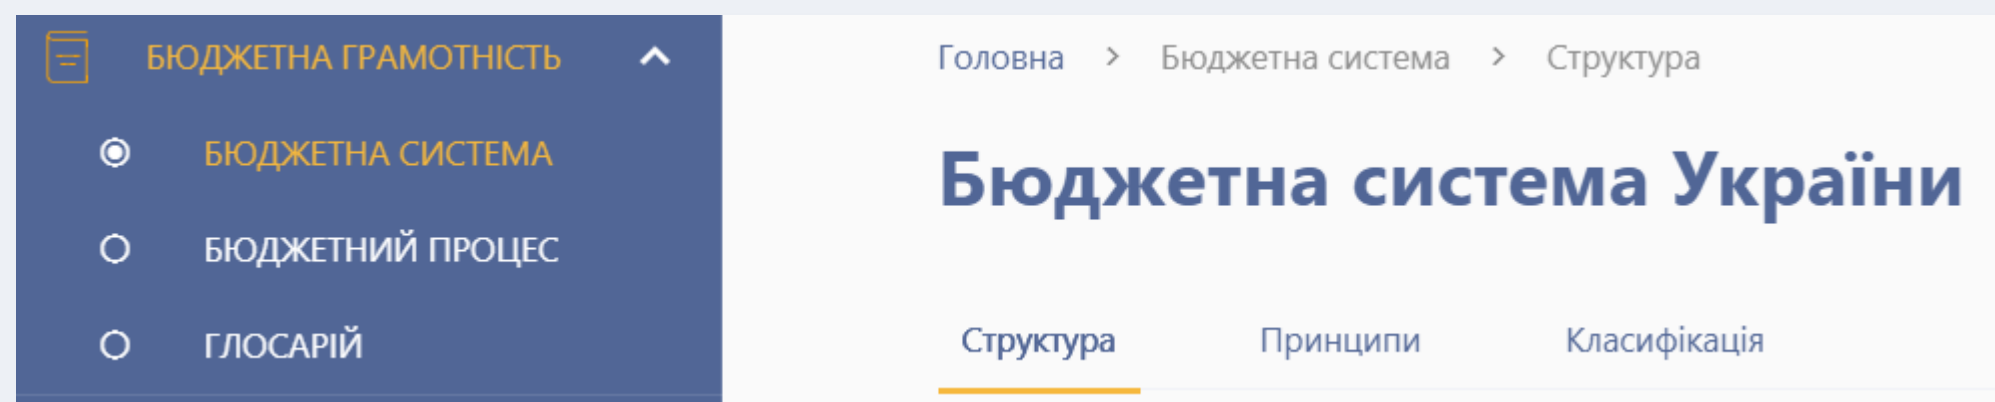 БЮДЖЕТНА ГРАМОТНІСТЬ
БЮДЖЕТНА СИСТЕМА
БЮДЖЕТНИЙ ПРОЦЕС
ГЛОСАРІЙ
Головна > Бюджетна система > Структура
Бюджетна система України
Структура Принципи Класифікація